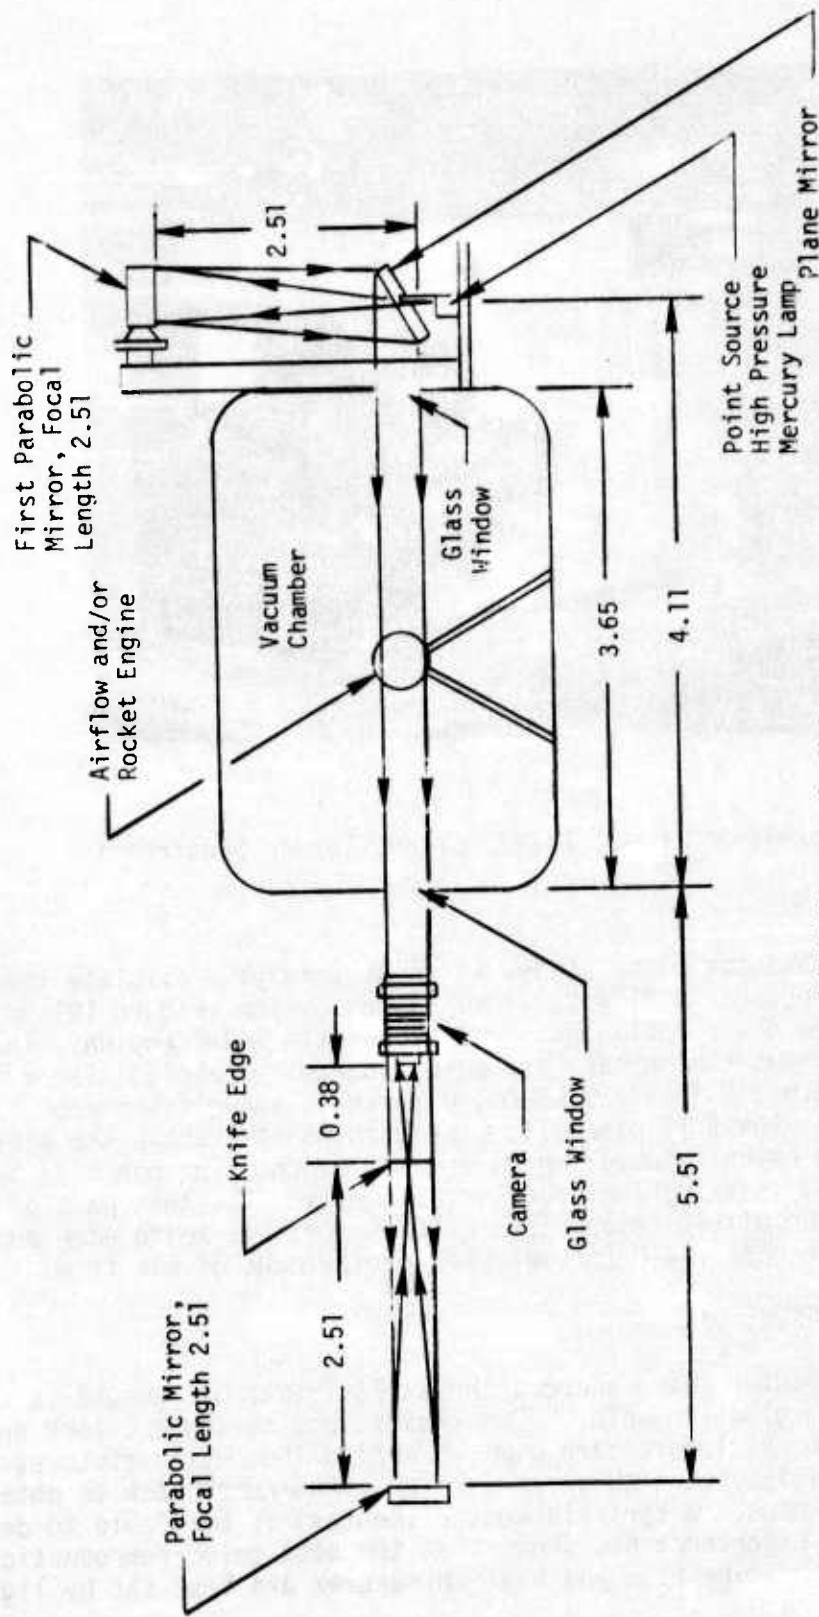 First Parabolic
Mirror, Focal
Length 2.51
Airflow and/or
Rocket Engine
Vacuum
Chamber
Glass
Window
2.51
Knife Edge
0.38
Parabolic Mirror,
Focal Length 2.51
2.51
Camera
Glass Window
3.65
4.11
5.51
Point Source
High Pressure
Mercury Lamp
Plane Mirror